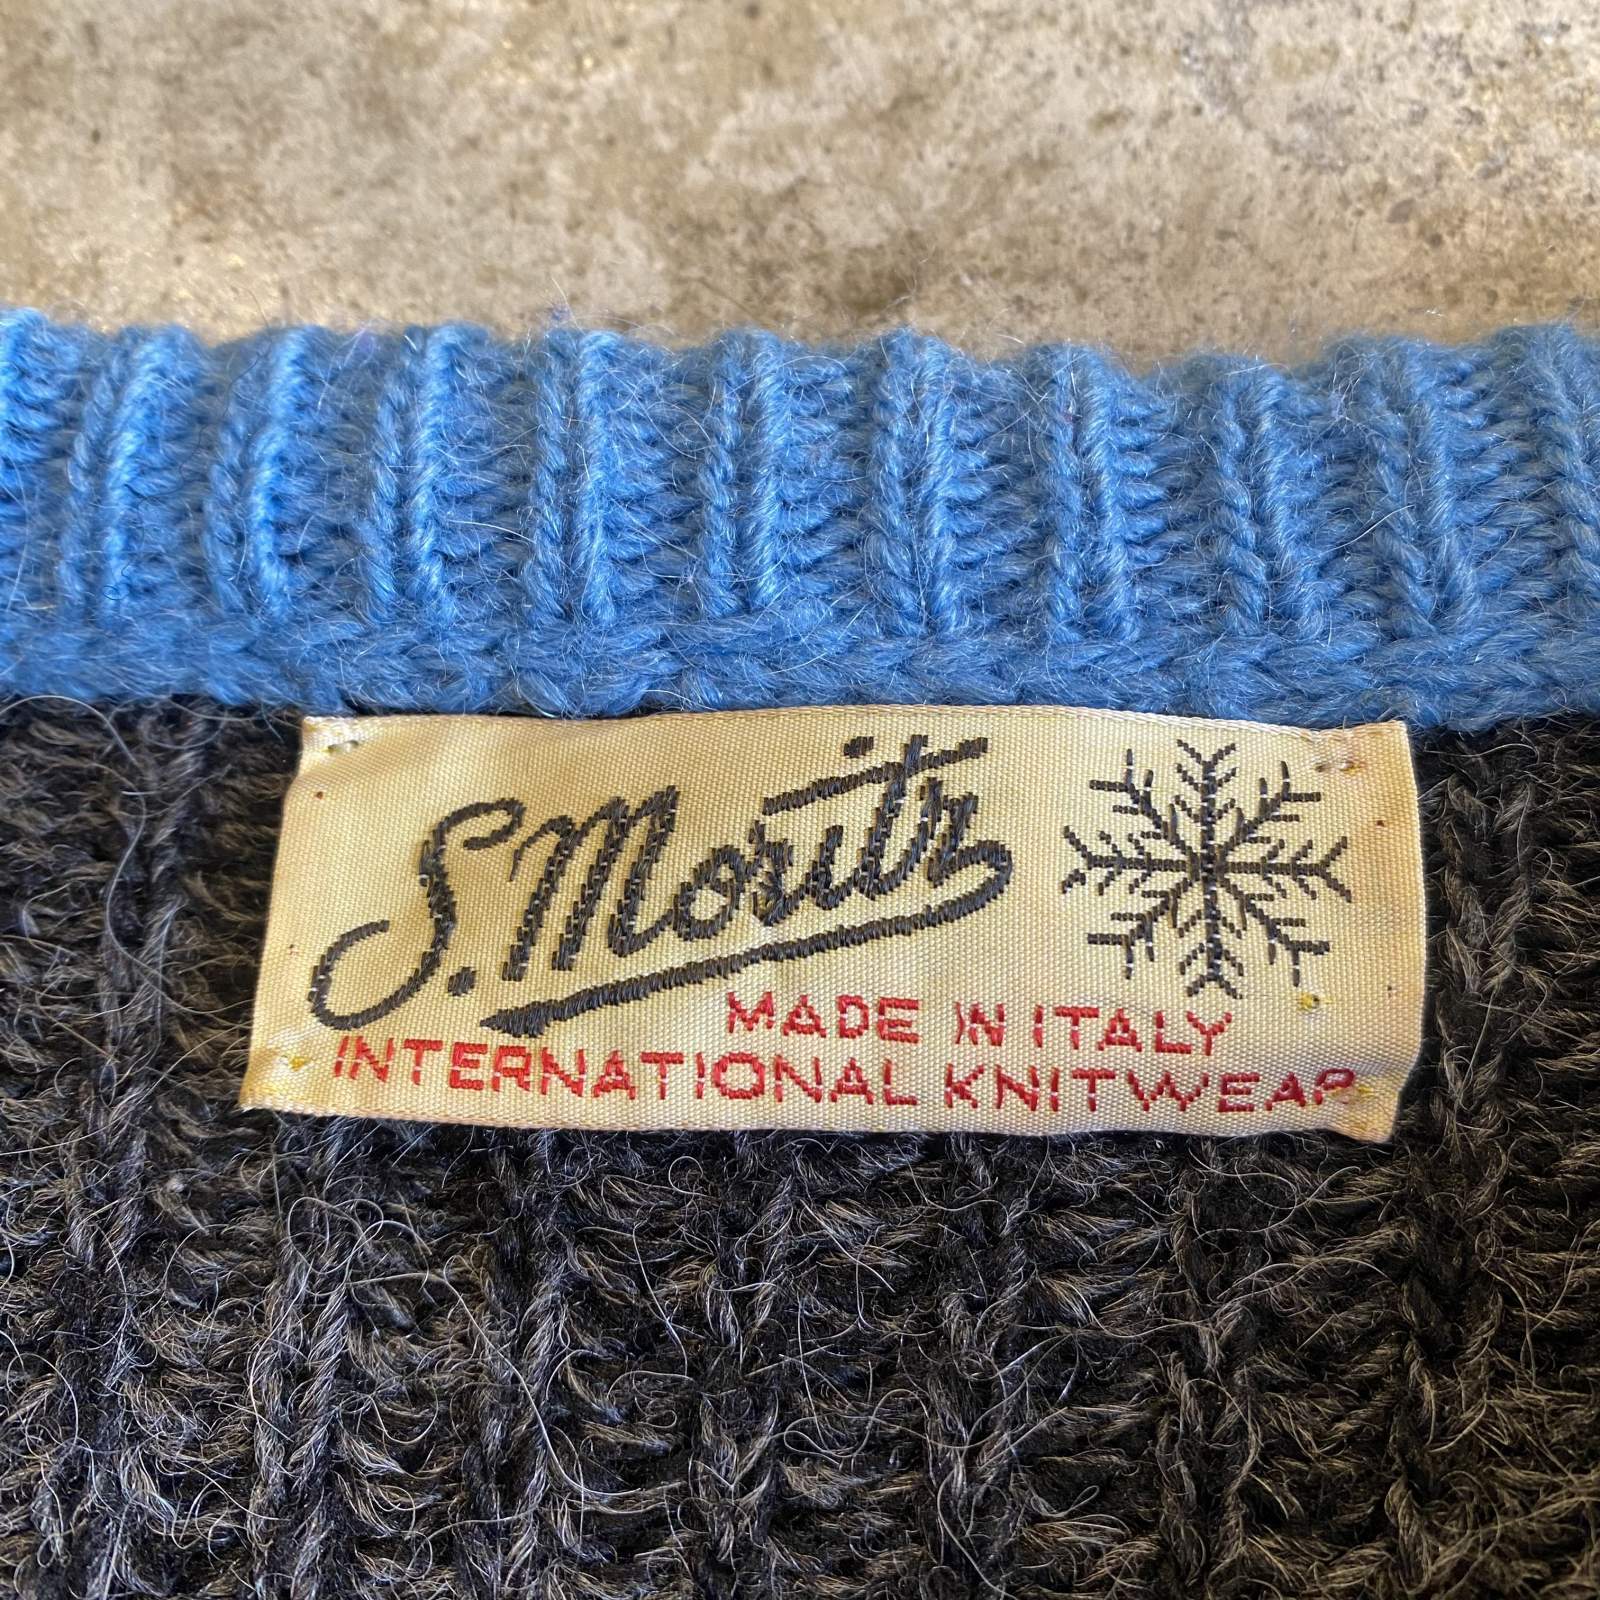 S. Moritz
MADE IN ITALY
INTERNATIONAL KNITWEAR